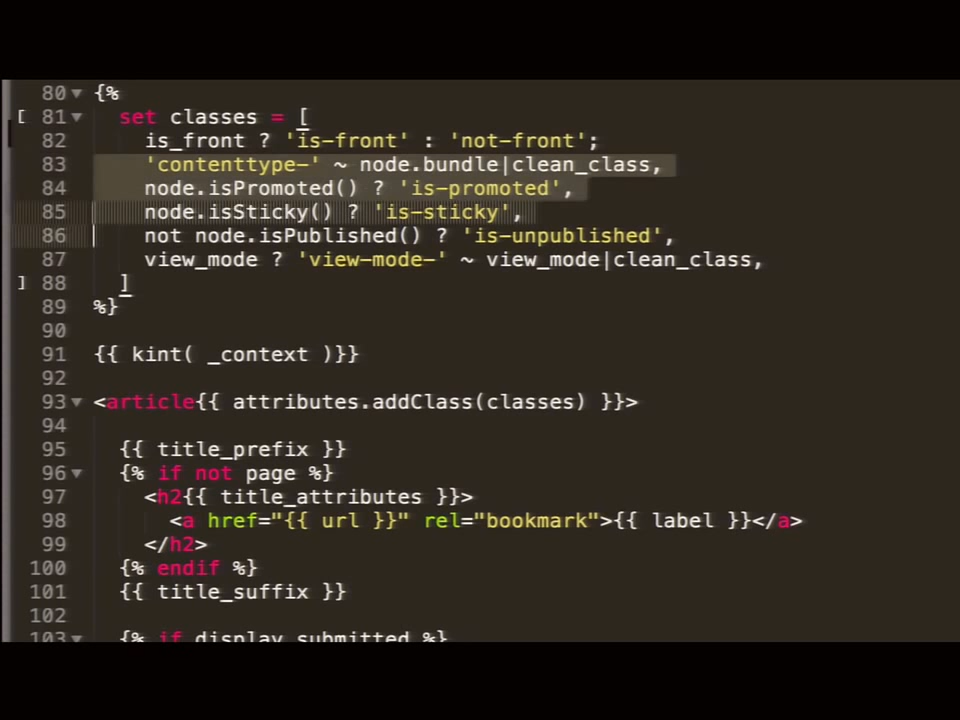 80 {%
[ 81 set classes = [
82 is_front ? 'is-front' : 'not-front';
83 'contenttype-' ~ node.bundle|clean_class,
84 node.isPromoted() ? 'is-promoted',
85 node.isSticky() ? 'is-sticky',
86 not node.isPublished() ? 'is-unpublished',
87 view_mode ? 'view-mode-' ~ view_mode|clean_class,
] 88 ]
89 %}
90
91 {{ kint( _context )}}
92
93 <article{{ attributes.addClass(classes) }}>
94
95 {{ title_prefix }}
96 {% if not page %}
97 <h2{{ title_attributes }}>
98 <a href="{{ url }}" rel="bookmark">{{ label }}</a>
99 </h2>
100 {% endif %}
101 {{ title_suffix }}
102
103 {% if display_submitted %}